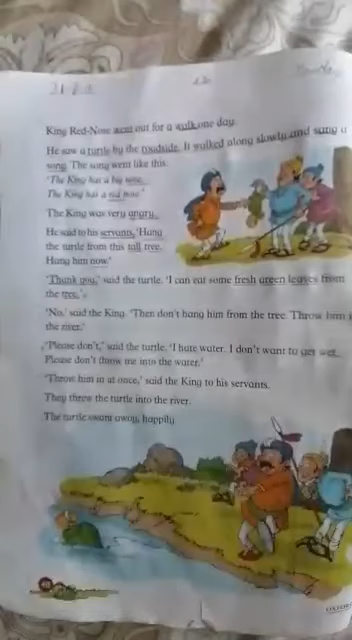 King Red-Nose went out for a walk one day.
He saw a turtle by the roadside. It walked along slowly and sang a
song. The song went like this:
'The King has a big nose,
The King has a red nose.'
The King was very angry.
He said to his servants, 'Hang
the turtle from this tall tree.
Hang him now.'
'Thank you,' said the turtle. 'I can eat some fresh green leaves from
the tree.'
'No,' said the King. 'Then don't hang him from the tree. Throw him i
the river.'
'Please don't,' said the turtle. 'I hate water. I don't want to get wet.
Please don't throw me into the water.'
'Throw him in at once,' said the King to his servants.
They threw the turtle into the river.
The turtle swam away, happily.